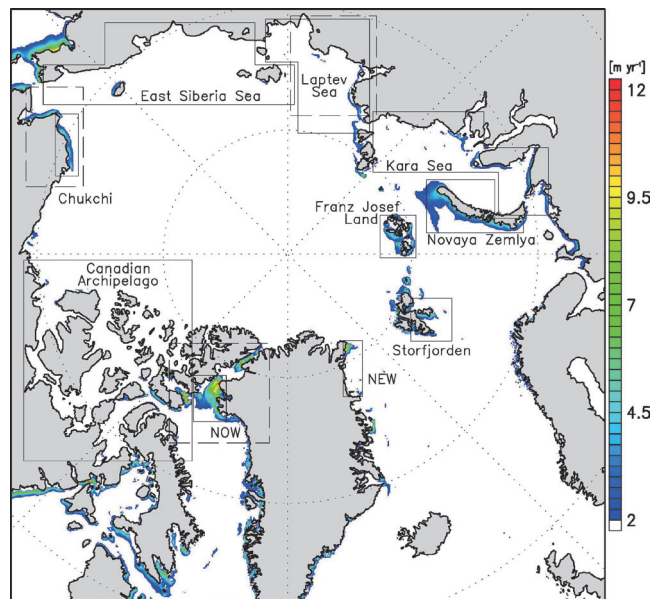 [m yr⁻¹]
12
9.5
7
4.5
2
Laptev
Sea
East Siberia Sea
Kara Sea
Chukchi
Franz Josef
Land
Novaya Zemlya
Canadian
Archipelago
Storfjorden
NEW
NOW